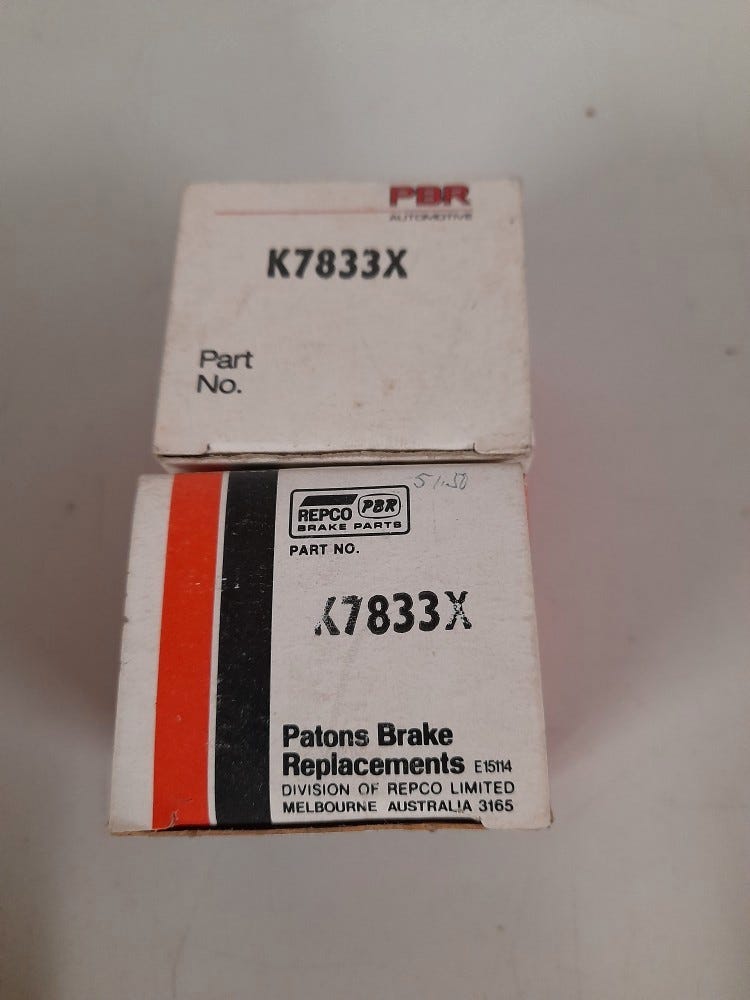 PBR
AUTOMOTIVE
K7833X
Part
No.
REPCO PBR
BRAKE PARTS
PART NO.
K7833X
Patons Brake
Replacements E15114
DIVISION OF REPCO LIMITED
MELBOURNE AUSTRALIA 3165